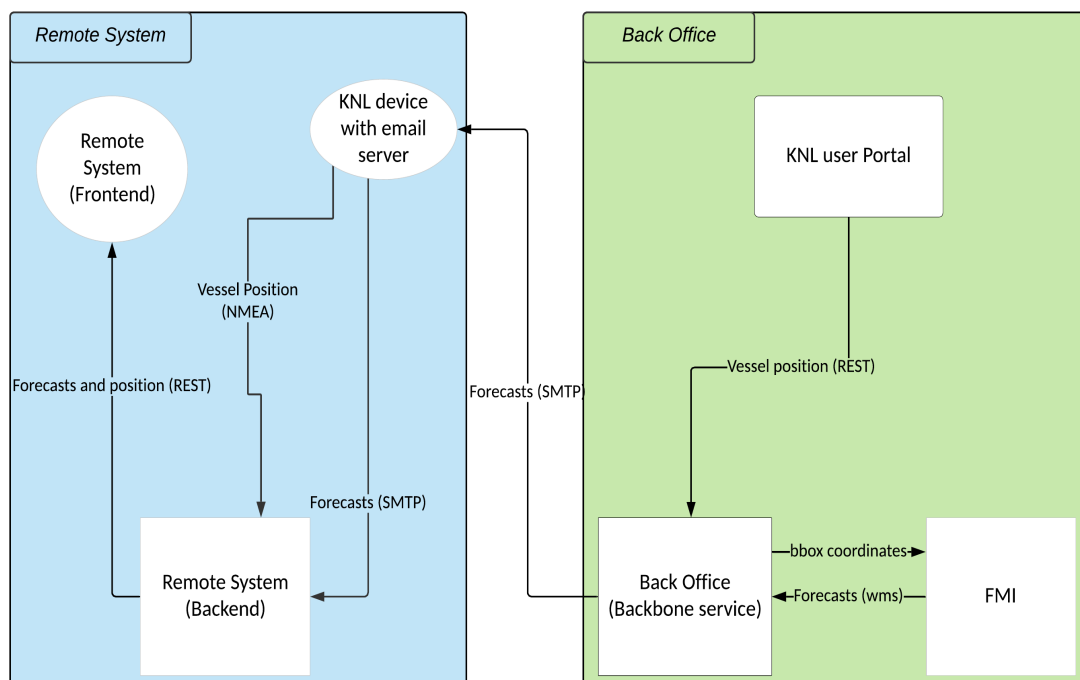 Remote System
Back Office
Remote
System
(Frontend)
KNL device
with email
server
KNL user Portal
Vessel Position
(NMEA)
Forecasts and position (REST)
Forecasts (SMTP)
Vessel position (REST)
Forecasts (SMTP)
Remote System
(Backend)
Back Office
(Backbone service)
bbox coordinates
Forecasts (wms)
FMI